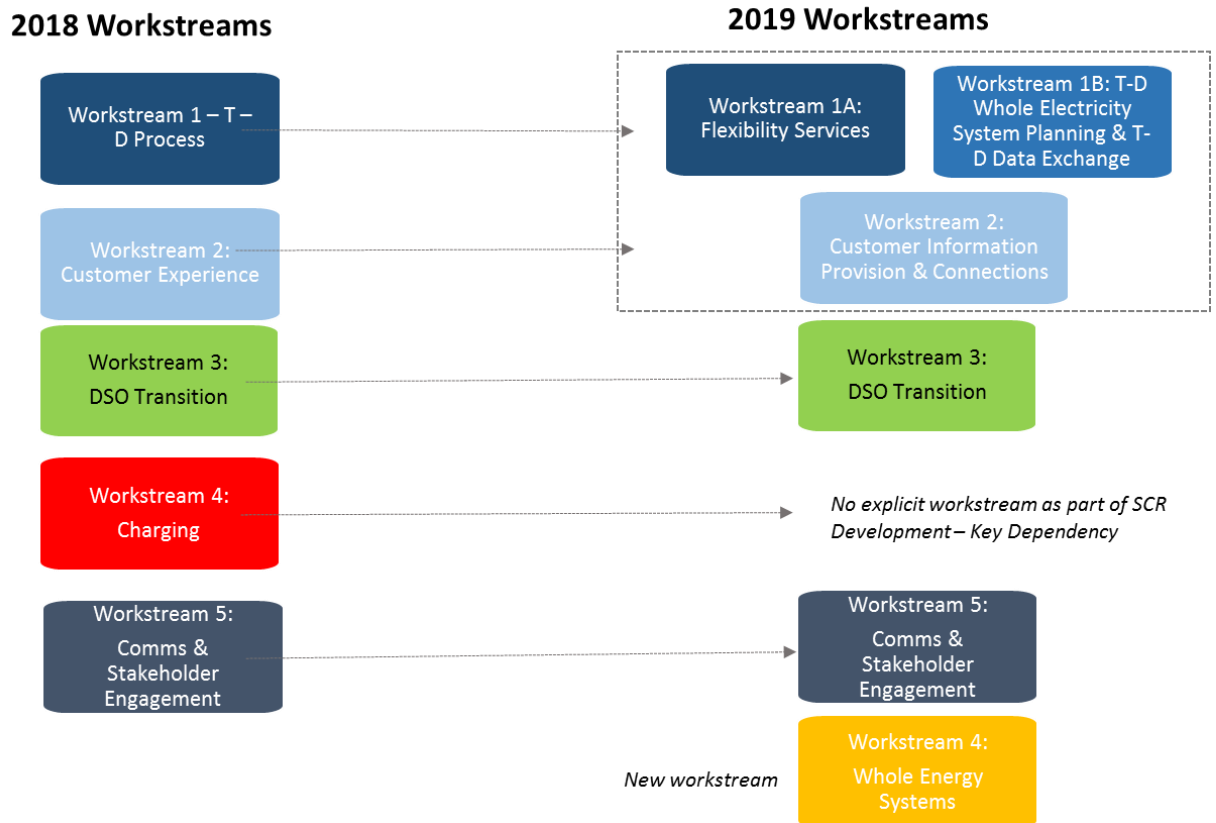 2018 Workstreams
2019 Workstreams
Workstream 1 – T –
D Process
Workstream 1A:
Flexibility Services
Workstream 1B: T-D
Whole Electricity
System Planning & T-
D Data Exchange
Workstream 2:
Customer Experience
Workstream 2:
Customer Information
Provision & Connections
Workstream 3:
DSO Transition
Workstream 3:
DSO Transition
Workstream 4:
Charging
No explicit workstream as part of SCR
Development – Key Dependency
Workstream 5:
Comms &
Stakeholder
Engagement
Workstream 5:
Comms &
Stakeholder
Engagement
New workstream
Workstream 4:
Whole Energy
Systems